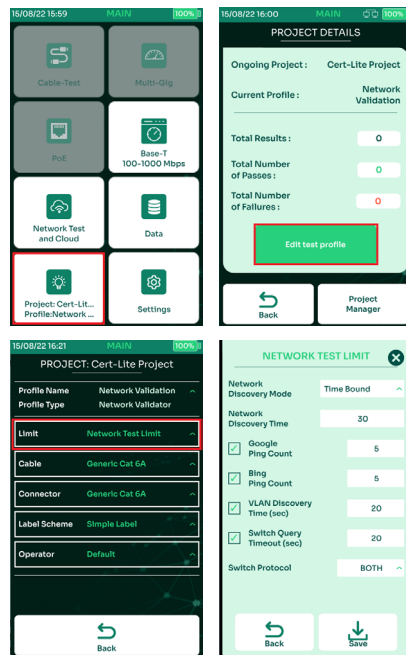 15/08/22 15:59 MAIN 100%
Cable-Test
Multi-Gig
PoE
Base-T
100-1000 Mbps
Network Test
and Cloud
Data
Project: Cert-Lit...
Profile:Network ...
Settings
15/08/22 16:00 MAIN 100%
PROJECT DETAILS
Ongoing Project : Cert-Lite Project
Current Profile : Network
Validation
Total Results : 0
Total Number
of Passes : 0
Total Number
of Failures : 0
Edit test profile
Back
Project
Manager
15/08/22 16:21 MAIN 100%
PROJECT: Cert-Lite Project
Profile Name Network Validation
Profile Type Network Validator
Limit Network Test Limit
Cable Generic Cat 6A
Connector Generic Cat 6A
Label Scheme Simple Label
Operator Default
Back
NETWORK TEST LIMIT
Network
Discovery Mode Time Bound
Network
Discovery Time 30
Google
Ping Count 5
Bing
Ping Count 5
VLAN Discovery
Time (sec) 20
Switch Query
Timeout (sec) 20
Switch Protocol BOTH
Back
Save